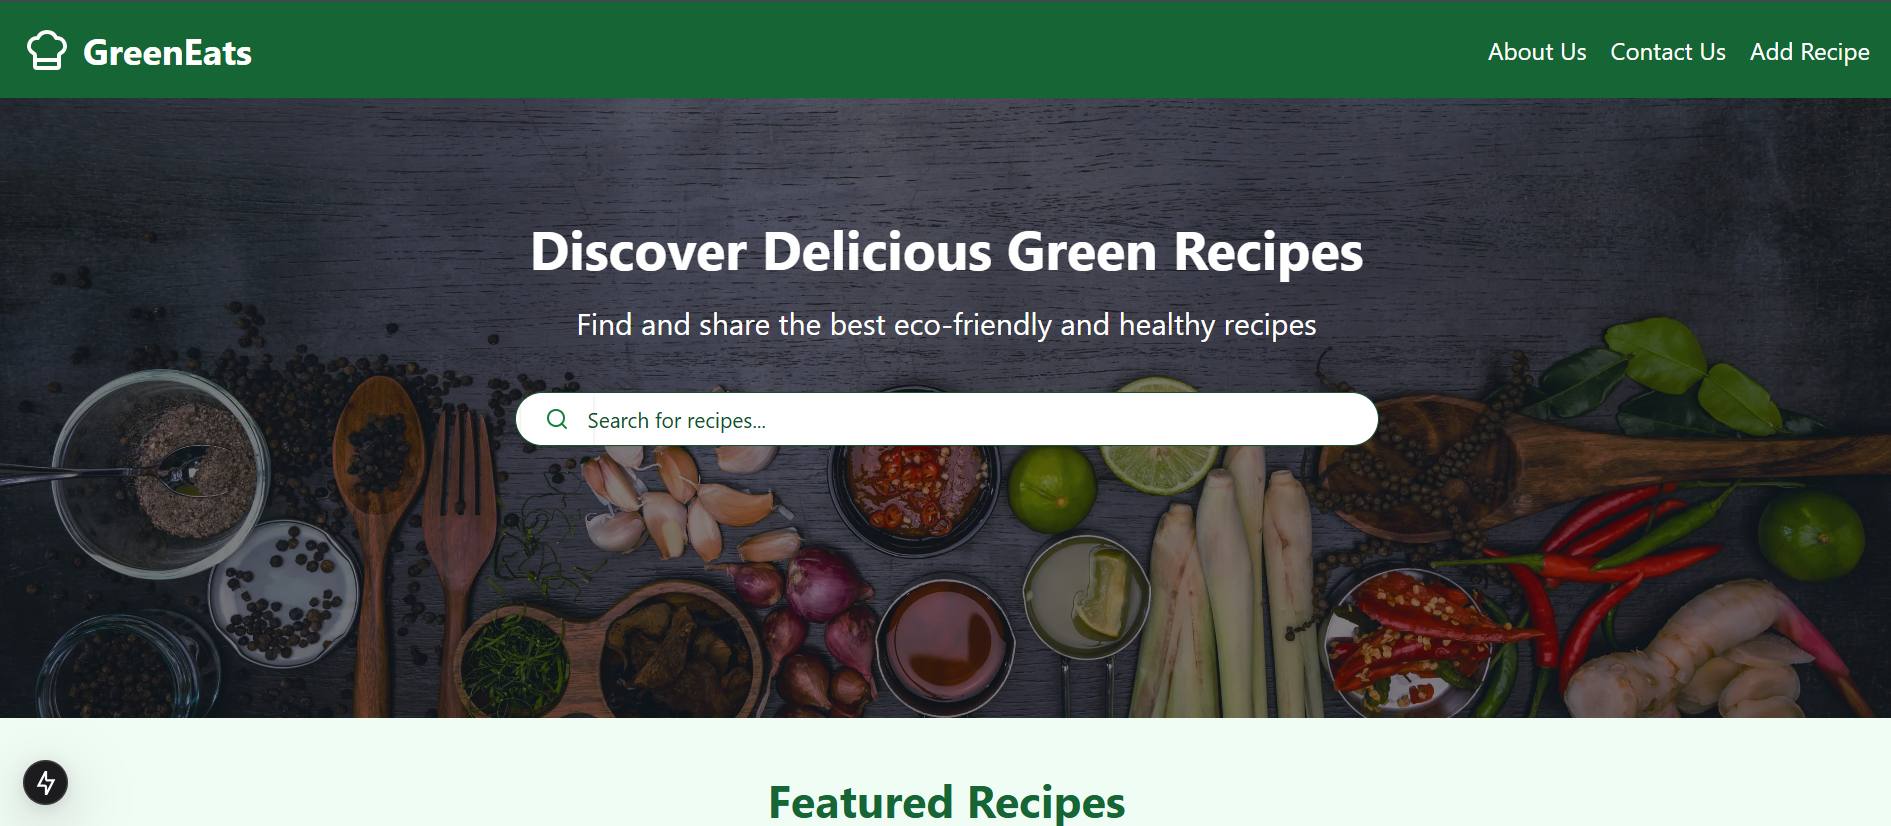 GreenEats
About Us Contact Us Add Recipe
Discover Delicious Green Recipes
Find and share the best eco-friendly and healthy recipes
Search for recipes...
Featured Recipes